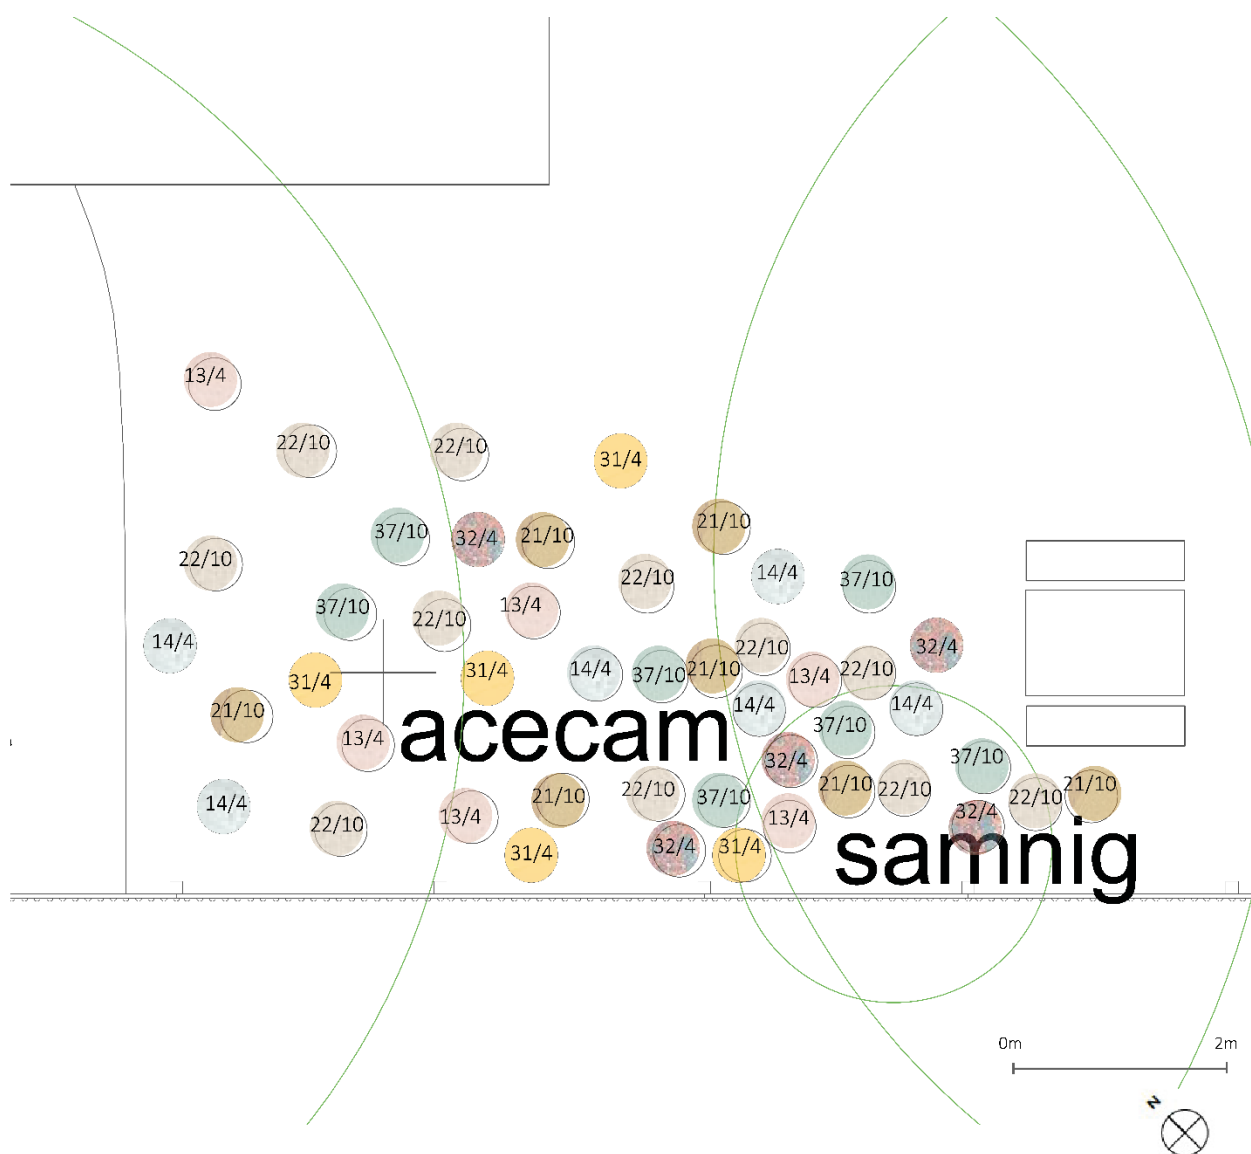 13/4
22/10 22/10 31/4
37/10 32/4 21/10 21/10
22/10 22/10 14/4 37/10
37/10 22/10 13/4
14/4 22/10 32/4
31/4 31/4 14/4 37/10 21/10 13/4 22/10
21/10 14/4 14/4
13/4 acecam 37/10
32/4 37/10
14/4 21/10 22/10 37/10 21/10 22/10 22/10 21/10
22/10 13/4 13/4 32/4
31/4 32/4 31/4 samnig
0m 2m
N